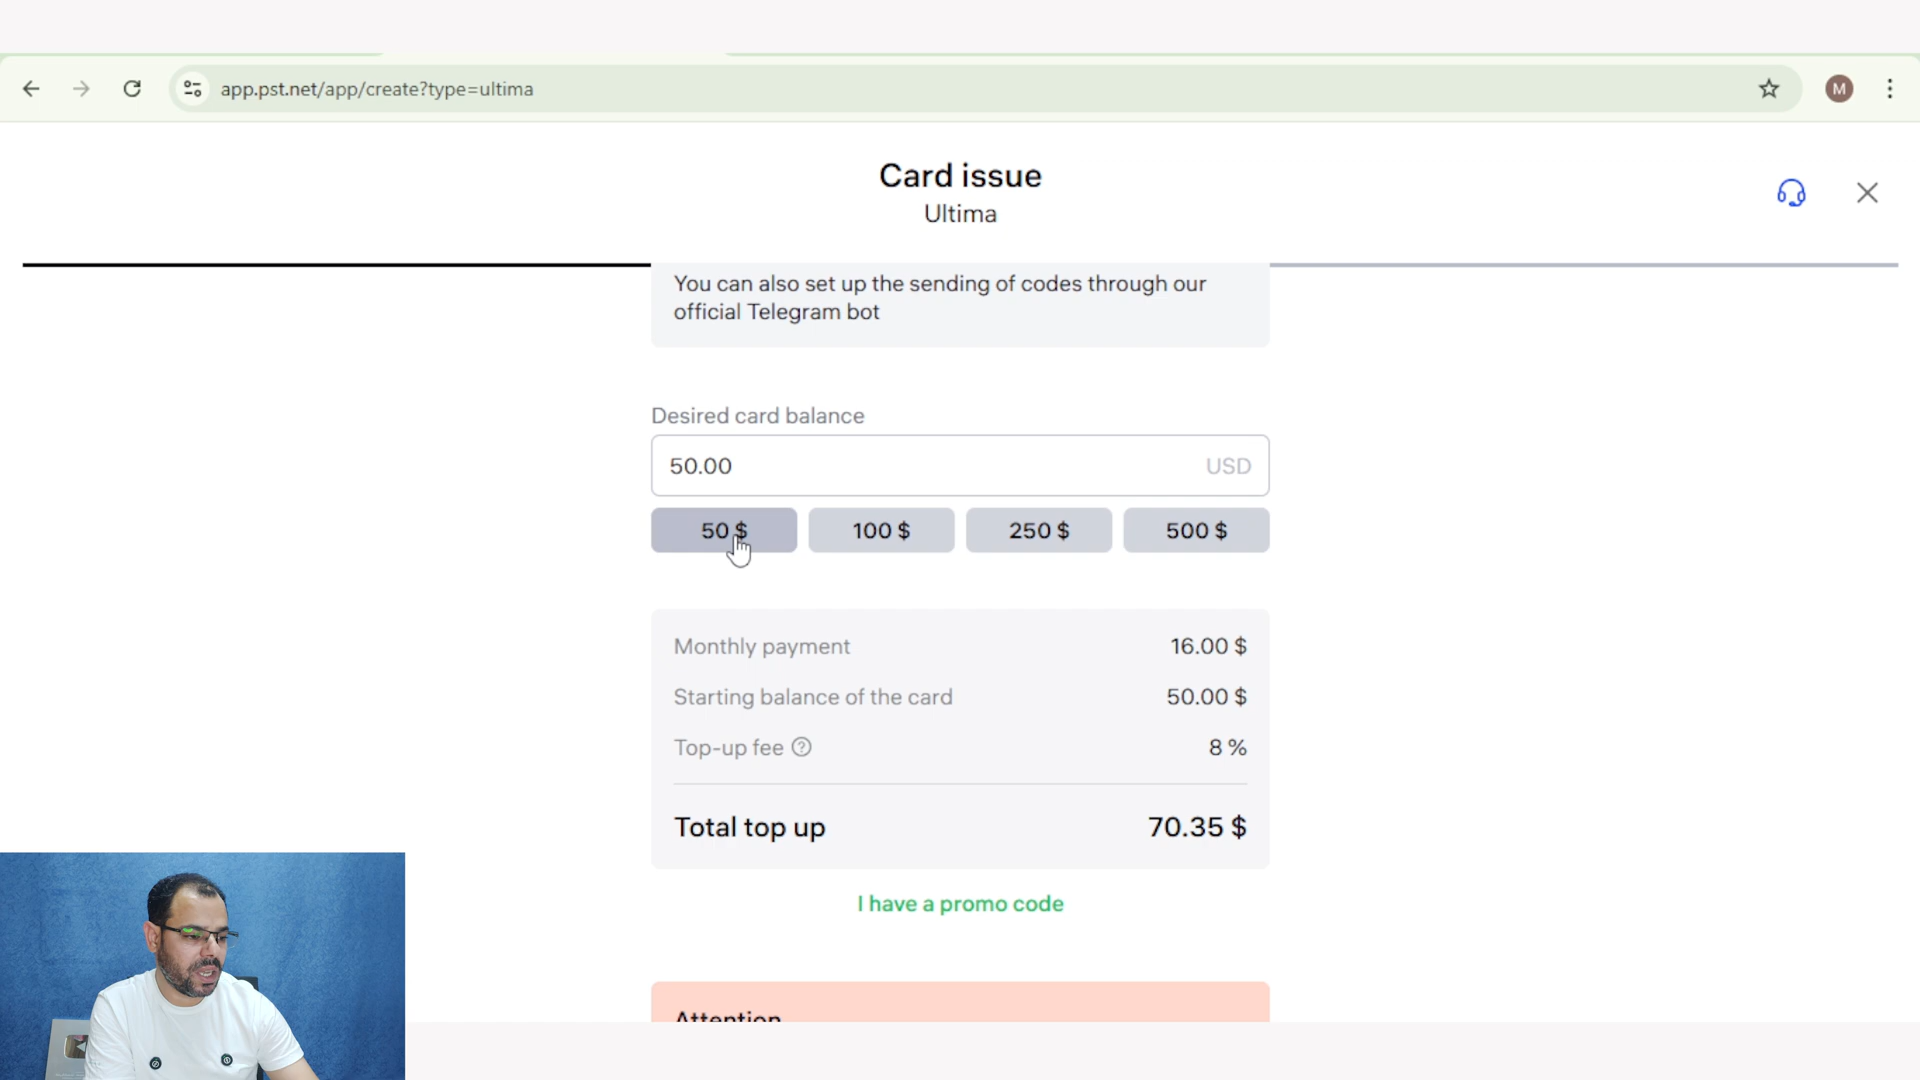 app.pst.net/app/create?type=ultima
M
Card issue
Ultima
You can also set up the sending of codes through our
official Telegram bot
Desired card balance
50.00 USD
50 $ 100 $ 250 $ 500 $
Monthly payment 16.00 $
Starting balance of the card 50.00 $
Top-up fee ? 8 %
Total top up 70.35 $
I have a promo code
Attention